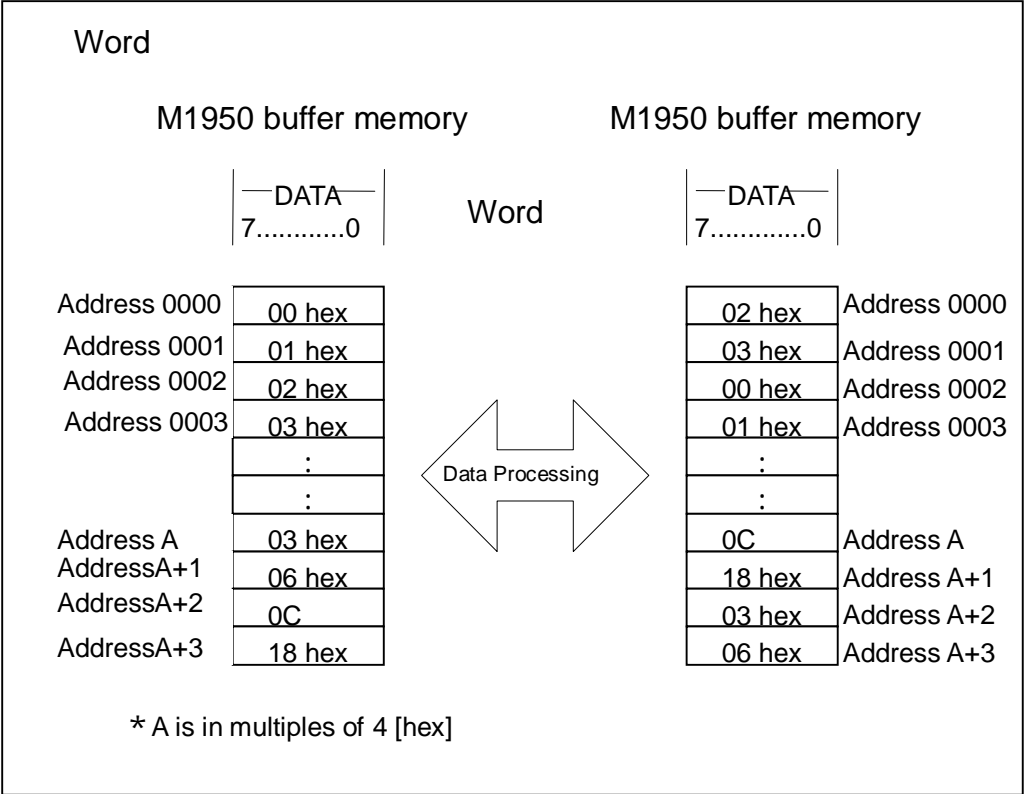 Word
M1950 buffer memory M1950 buffer memory
DATA Word DATA
7............0 7............0
Address 0000 00 hex 02 hex Address 0000
Address 0001 01 hex 03 hex Address 0001
Address 0002 02 hex 00 hex Address 0002
Address 0003 03 hex 01 hex Address 0003
: :
Data Processing
: :
Address A 03 hex 0C Address A
AddressA+1 06 hex 18 hex Address A+1
AddressA+2 0C 03 hex Address A+2
AddressA+3 18 hex 06 hex Address A+3
* A is in multiples of 4 [hex]